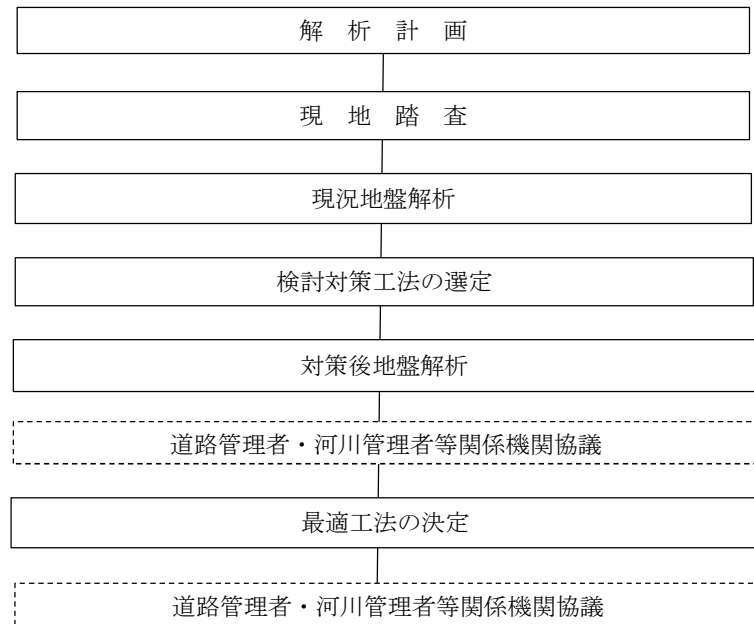 解　析　計　画
現　地　踏　査
現況地盤解析
検討対策工法の選定
対策後地盤解析
道路管理者・河川管理者等関係機関協議
最適工法の決定
道路管理者・河川管理者等関係機関協議